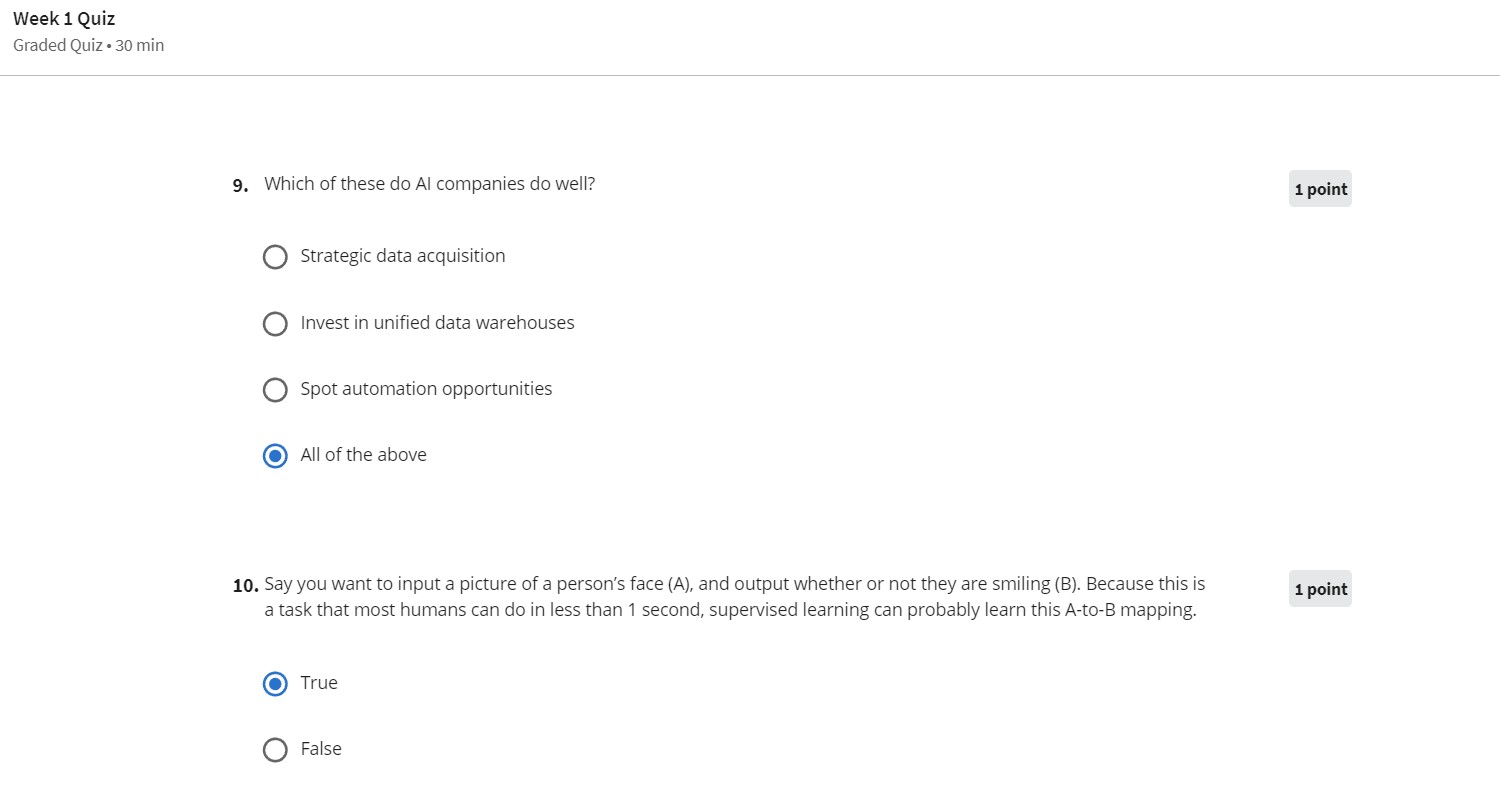 Week 1 Quiz
Graded Quiz • 30 min
9. Which of these do AI companies do well?
1 point
Strategic data acquisition
Invest in unified data warehouses
Spot automation opportunities
All of the above
10. Say you want to input a picture of a person’s face (A), and output whether or not they are smiling (B). Because this is
1 point
a task that most humans can do in less than 1 second, supervised learning can probably learn this A-to-B mapping.
True
False